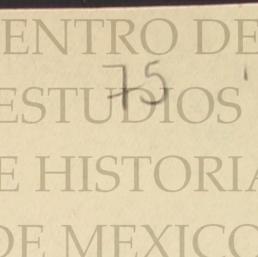 ENTRO DE
75
ESTUDIOS
E HISTORIA
DE MEXICO